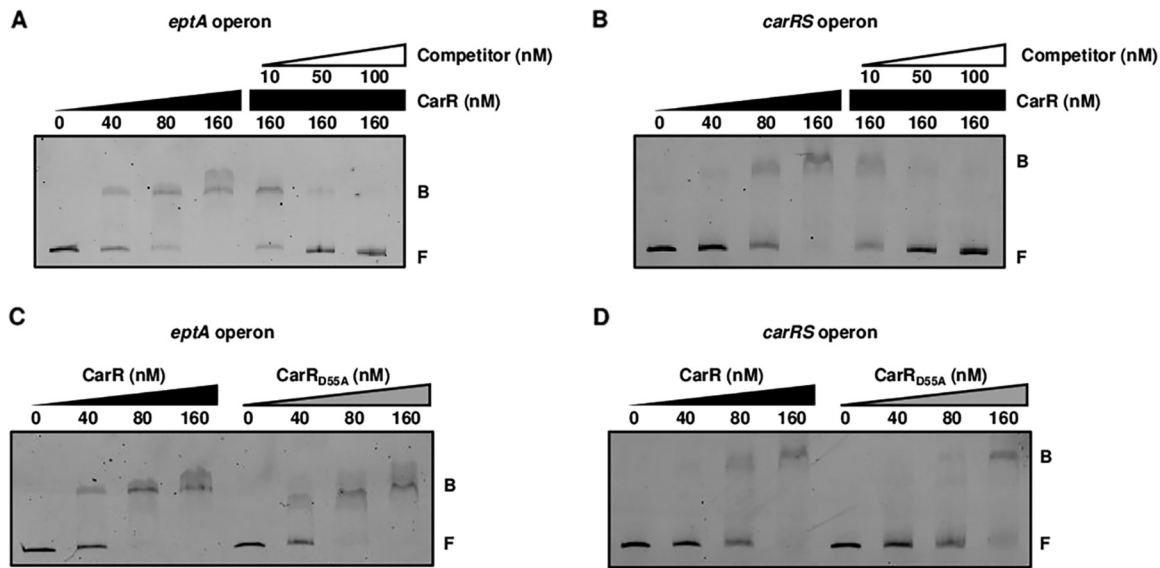 A
eptA operon
Competitor (nM)
10 50 100
CarR (nM)
0 40 80 160 160 160 160
B
F
B
carRS operon
Competitor (nM)
10 50 100
CarR (nM)
0 40 80 160 160 160 160
B
F
C
eptA operon
CarR (nM) CarRD55A (nM)
0 40 80 160 0 40 80 160
B
F
D
carRS operon
CarR (nM) CarRD55A (nM)
0 40 80 160 0 40 80 160
B
F